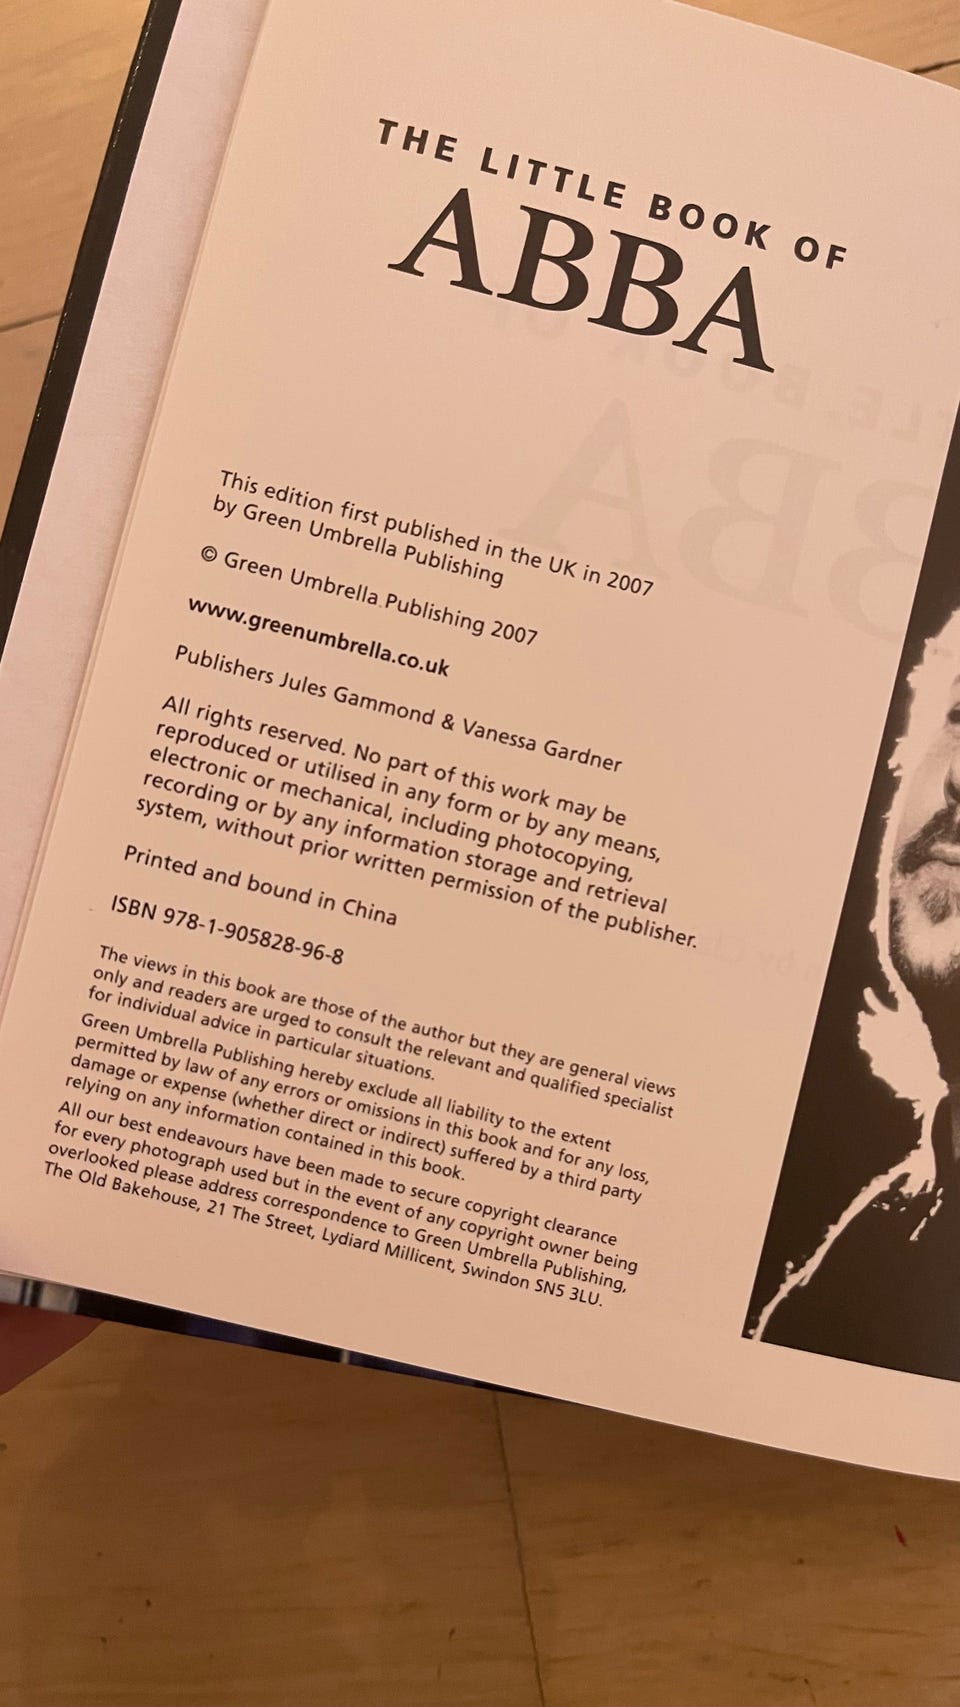 THE LITTLE BOOK OF
ABBA
This edition first published in the UK in 2007
by Green Umbrella Publishing
© Green Umbrella Publishing 2007
www.greenumbrella.co.uk
Publishers Jules Gammond & Vanessa Gardner
All rights reserved. No part of this work may be
reproduced or utilised in any form or by any means,
electronic or mechanical, including photocopying,
recording or by any information storage and retrieval
system, without prior written permission of the publisher.
Printed and bound in China
ISBN 978-1-905828-96-8
The views in this book are those of the author but they are general views
only and readers are urged to consult the relevant and qualified specialist
for individual advice in particular situations.
Green Umbrella Publishing hereby exclude all liability to the extent
permitted by law of any errors or omissions in this book and for any loss,
damage or expense (whether direct or indirect) suffered by a third party
relying on any information contained in this book.
All our best endeavours have been made to secure copyright clearance
for every photograph used but in the event of any copyright owner being
overlooked please address correspondence to Green Umbrella Publishing,
The Old Bakehouse, 21 The Street, Lydiard Millicent, Swindon SN5 3LU.